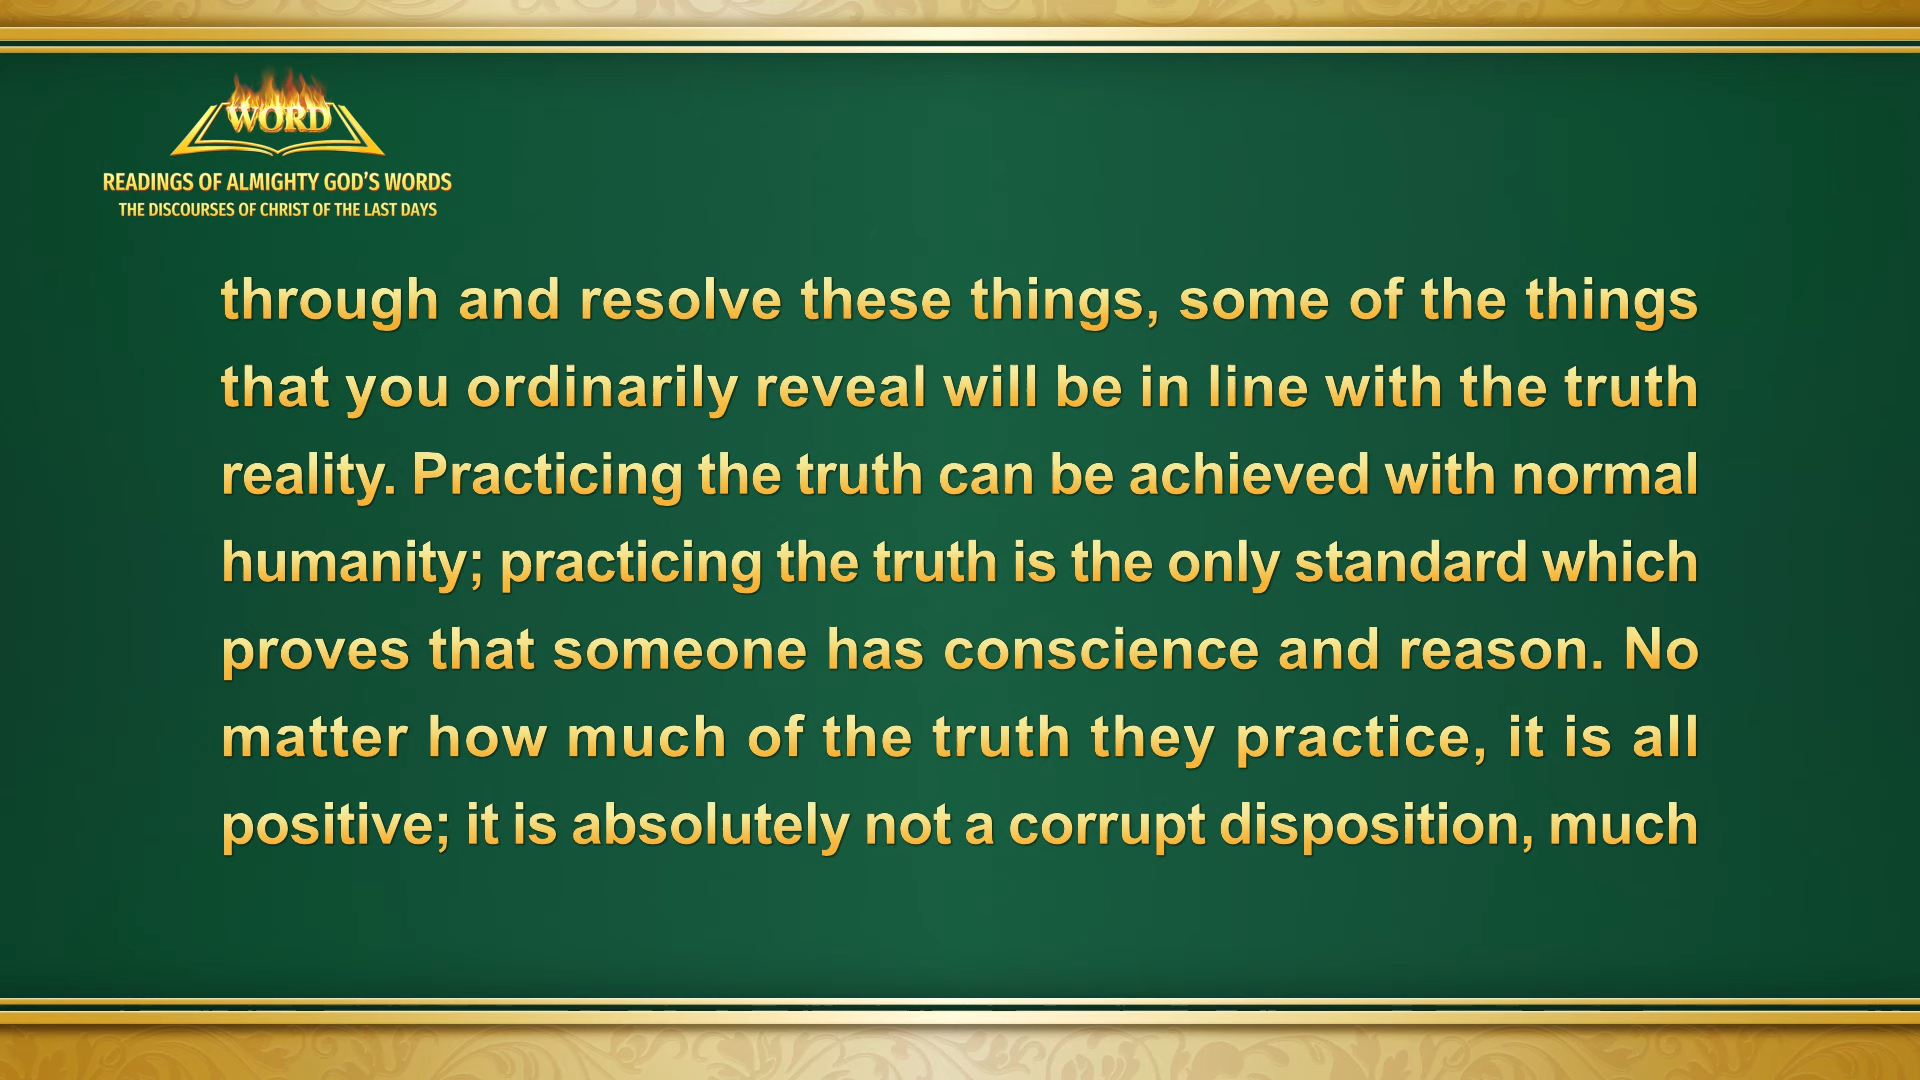 WORD
READINGS OF ALMIGHTY GOD'S WORDS
THE DISCOURSES OF CHRIST OF THE LAST DAYS
through and resolve these things, some of the things
that you ordinarily reveal will be in line with the truth
reality. Practicing the truth can be achieved with normal
humanity; practicing the truth is the only standard which
proves that someone has conscience and reason. No
matter how much of the truth they practice, it is all
positive; it is absolutely not a corrupt disposition, much